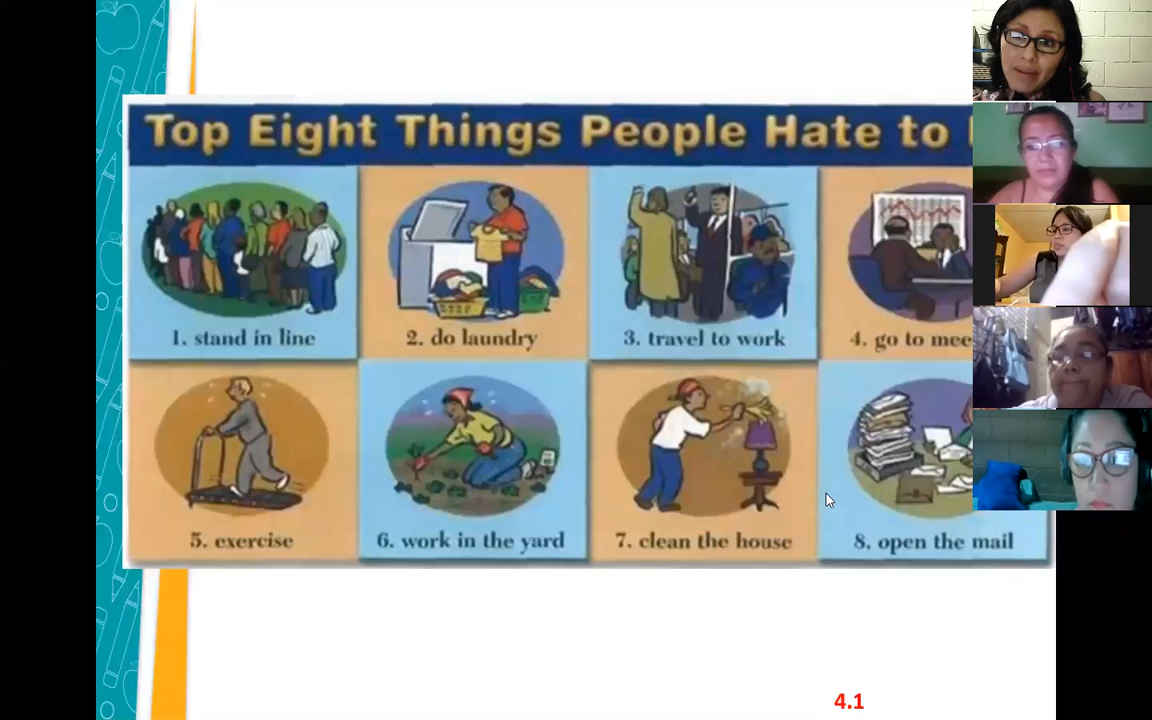 Top Eight Things People Hate to
1. stand in line
2. do laundry
3. travel to work
4. go to mee
5. exercise
6. work in the yard
7. clean the house
8. open the mail
4.1